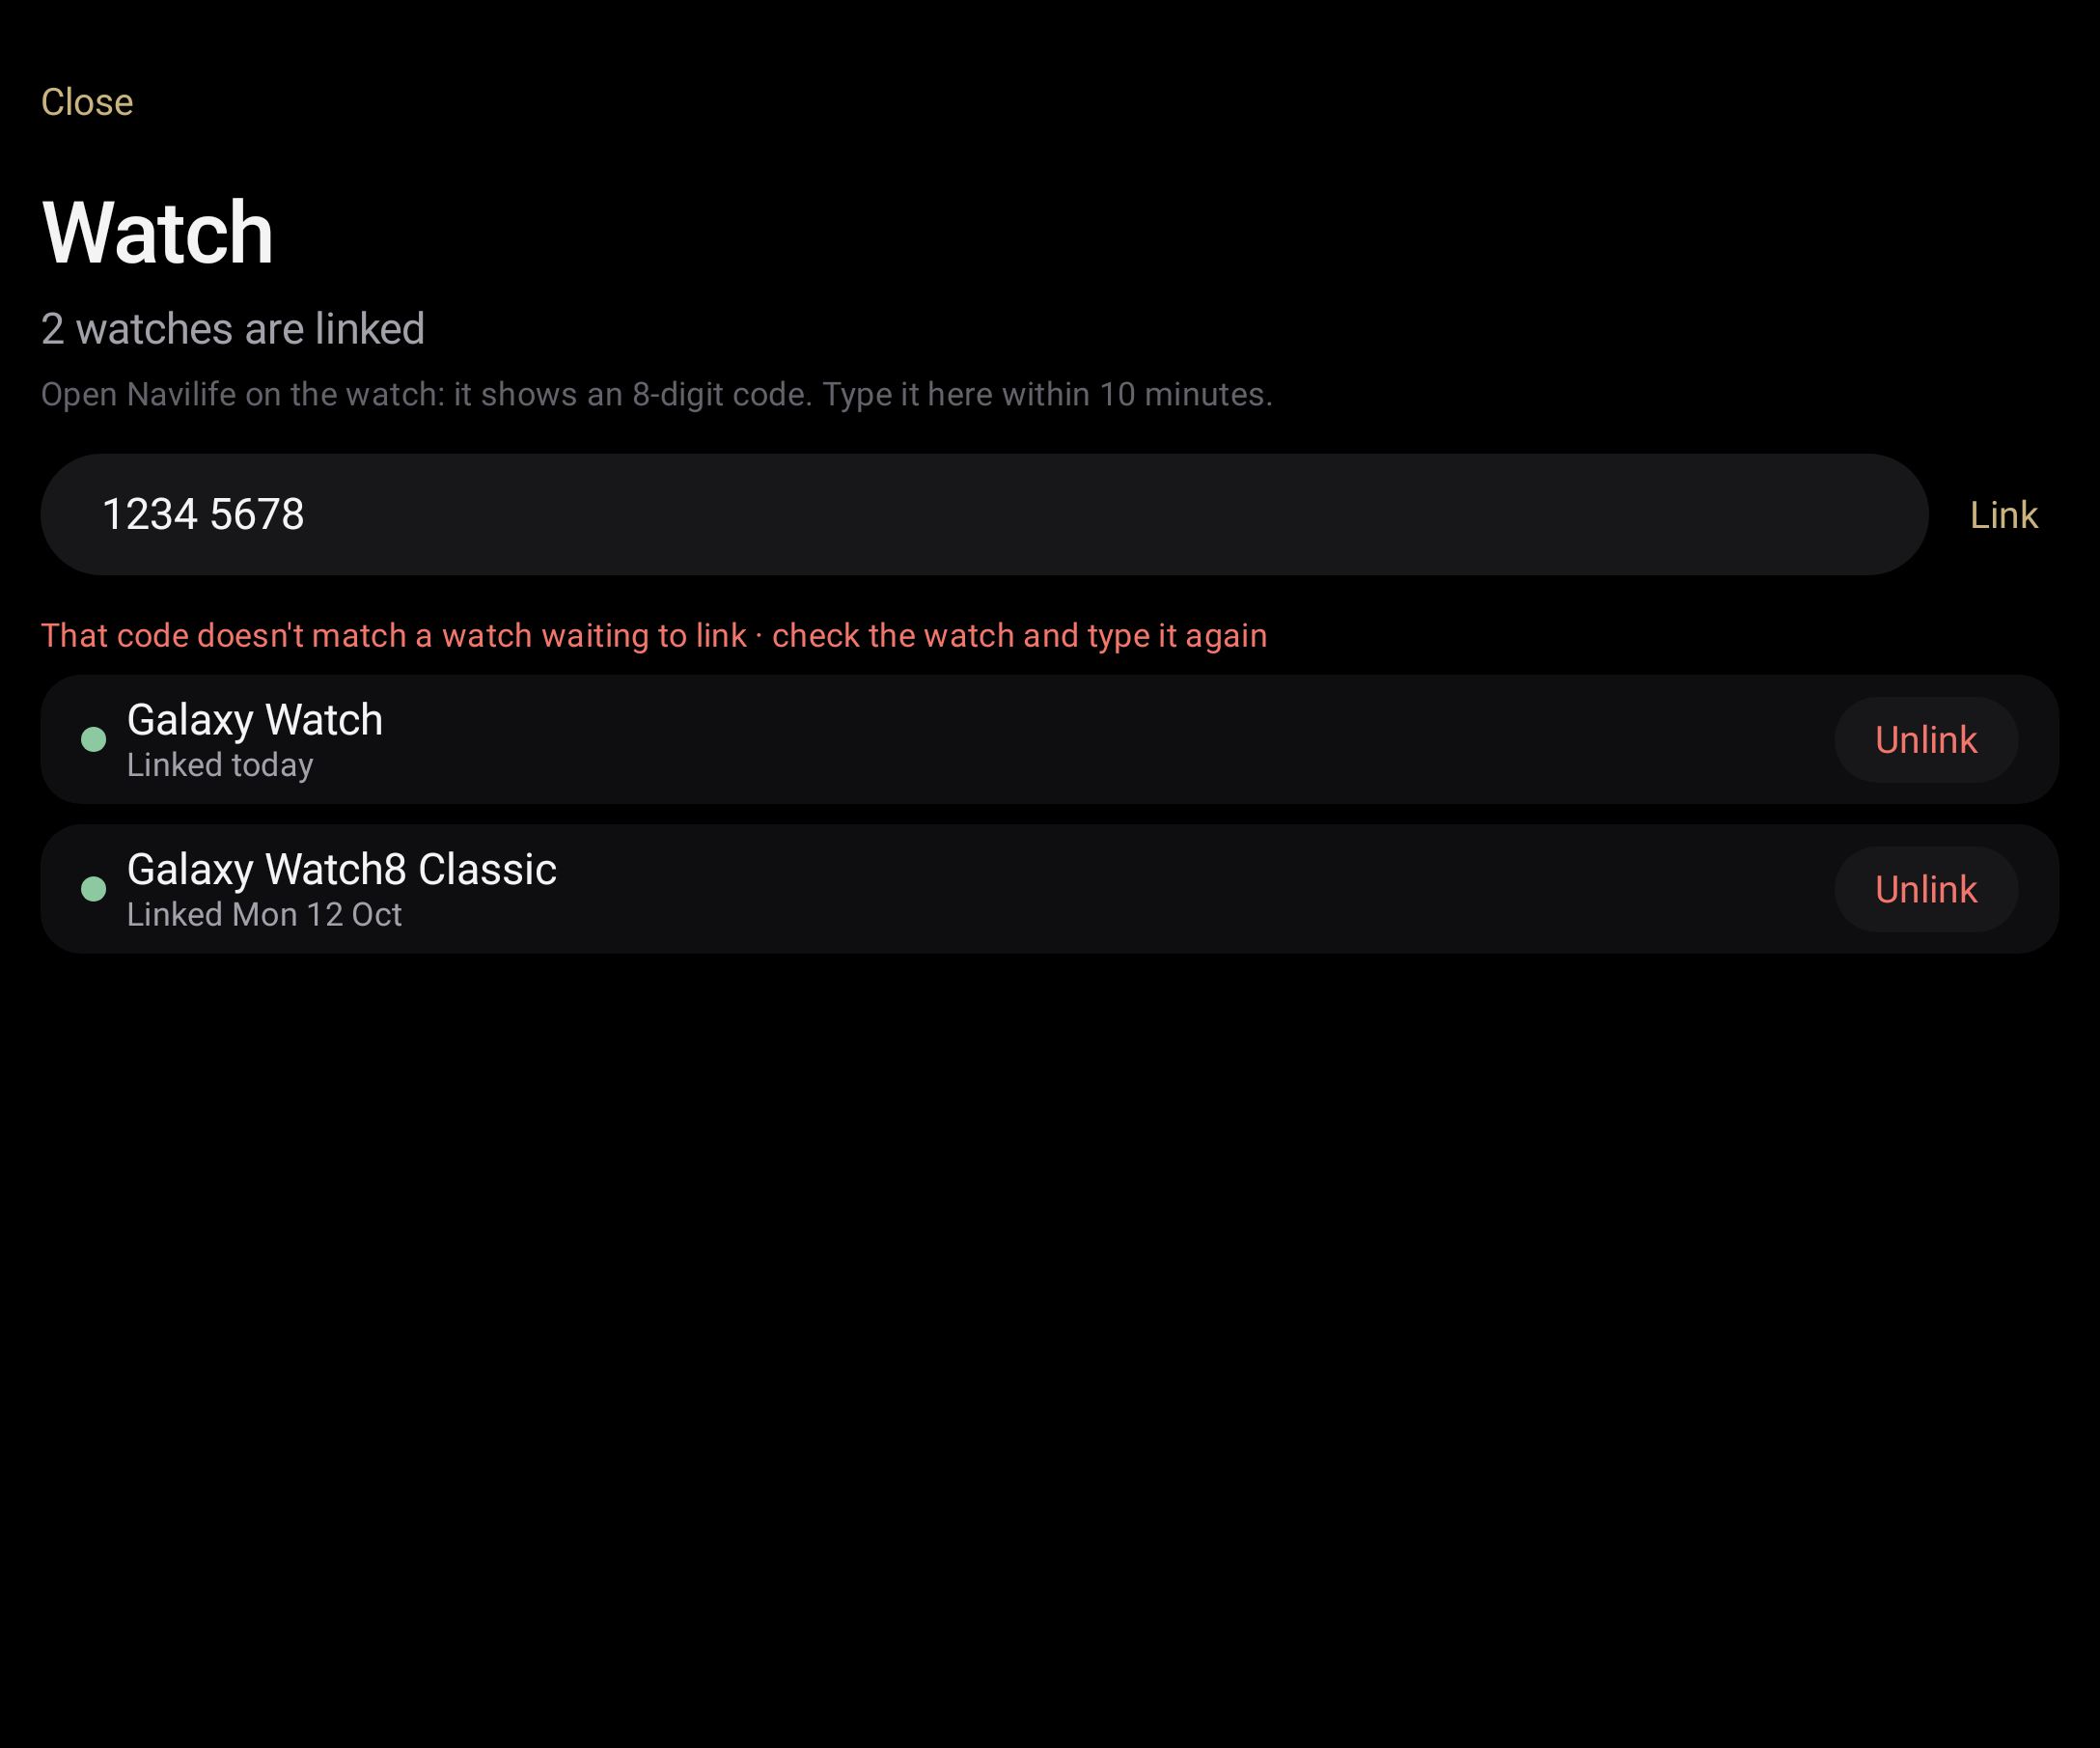 Close
Watch
2 watches are linked
Open Navilife on the watch: it shows an 8-digit code. Type it here within 10 minutes.
1234 5678
Link
That code doesn't match a watch waiting to link · check the watch and type it again
Galaxy Watch
Linked today
Unlink
Galaxy Watch8 Classic
Linked Mon 12 Oct
Unlink